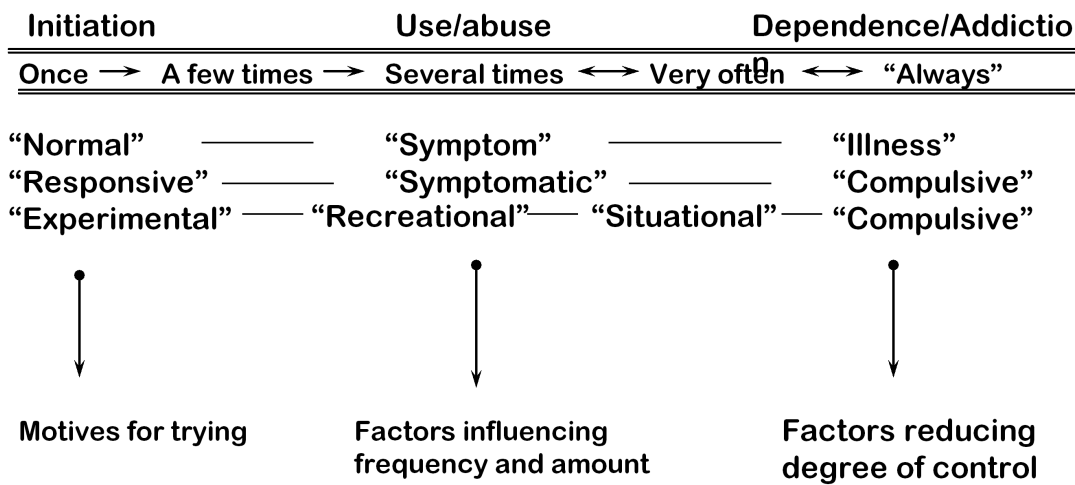 Initiation Use/abuse Dependence/Addictio
n
Once A few times Several times Very often “Always”
“Normal” “Symptom” “Illness”
“Responsive” “Symptomatic” “Compulsive”
“Experimental” “Recreational” “Situational” “Compulsive”
Motives for trying Factors influencing Factors reducing
frequency and amount degree of control